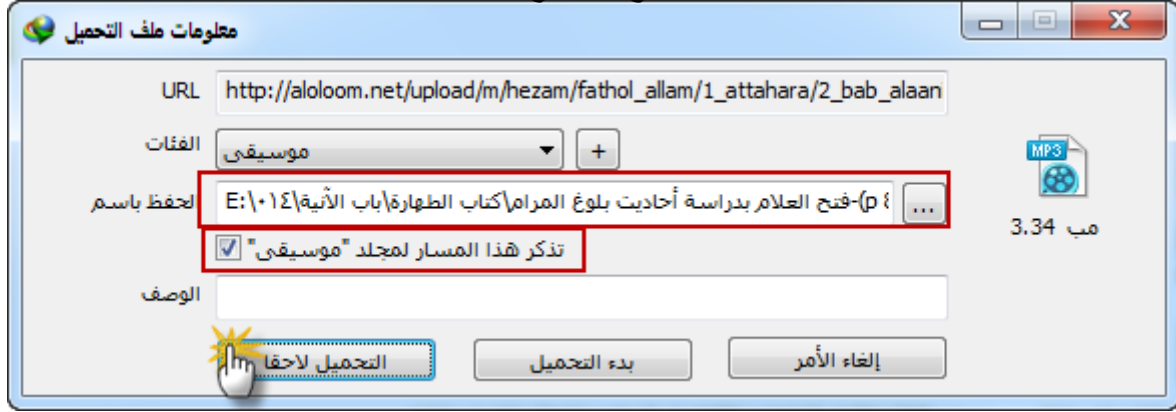 معلومات ملف التحميل
URL http://aloloom.net/upload/m/hezam/fathol_allam/1_attahara/2_bab_alaan
الفئات موسيقى +
MP3
الحفظ باسم E:\٠١٤\فتح العلام بدراسة أحاديث بلوغ المرام\كتاب الطهارة\باب الآنية-(p ...
3.34 مب
تذكر هذا المسار لمجلد "موسيقى"
الوصف
التحميل لاحقا بدء التحميل إلغاء الأمر